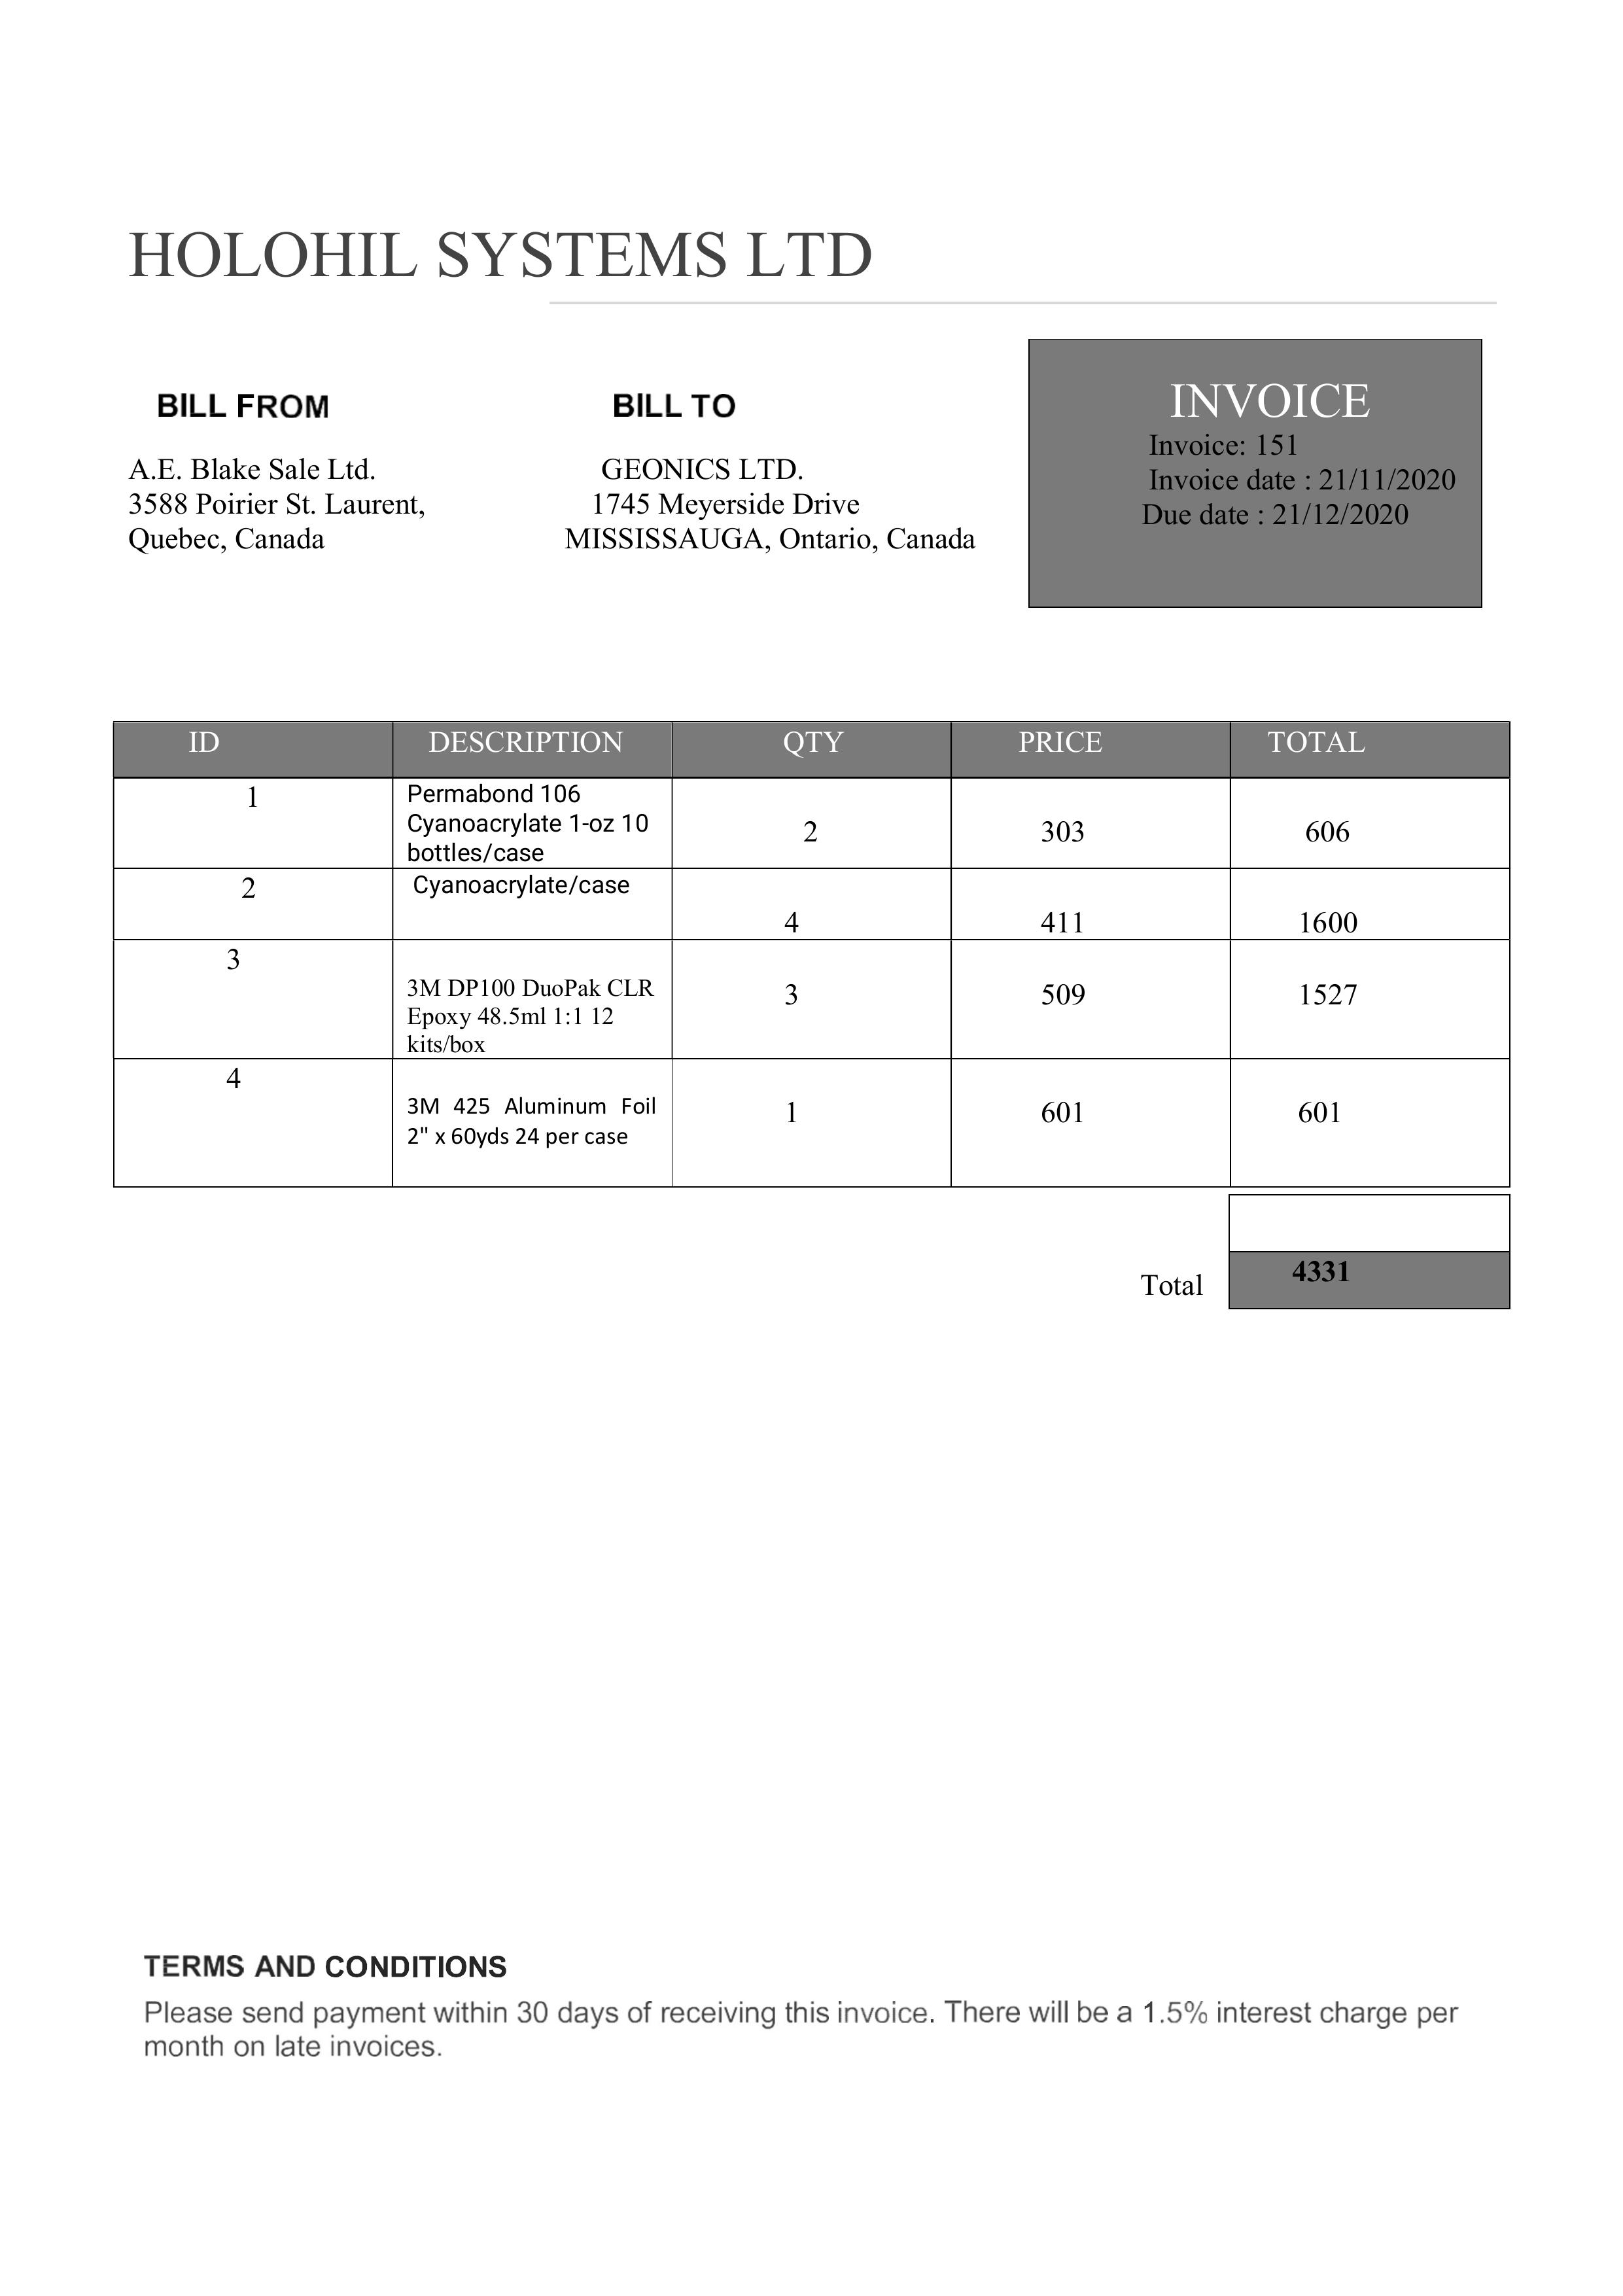 HOLOHIL SYSTEMS LTD
BILL FROM
A.E. Blake Sale Ltd.
3588 Poirier St. Laurent,
Quebec, Canada
BILL TO
GEONICS LTD.
1745 Meyerside Drive
MISSISSAUGA, Ontario, Canada
INVOICE
Invoice: 151
Invoice date : 21/11/2020
Due date : 21/12/2020
ID DESCRIPTION QTY PRICE TOTAL
1 Permabond 106
Cyanoacrylate 1-oz 10
bottles/case
2 303 606
2 Cyanoacrylate/case
4 411 1600
3
3M DP100 DuoPak CLR
Epoxy 48.5ml 1:1 12
kits/box
3 509 1527
4
3M 425 Aluminum Foil
2" x 60yds 24 per case
1 601 601
Total 4331
TERMS AND CONDITIONS
Please send payment within 30 days of receiving this invoice. There will be a 1.5% interest charge per
month on late invoices.